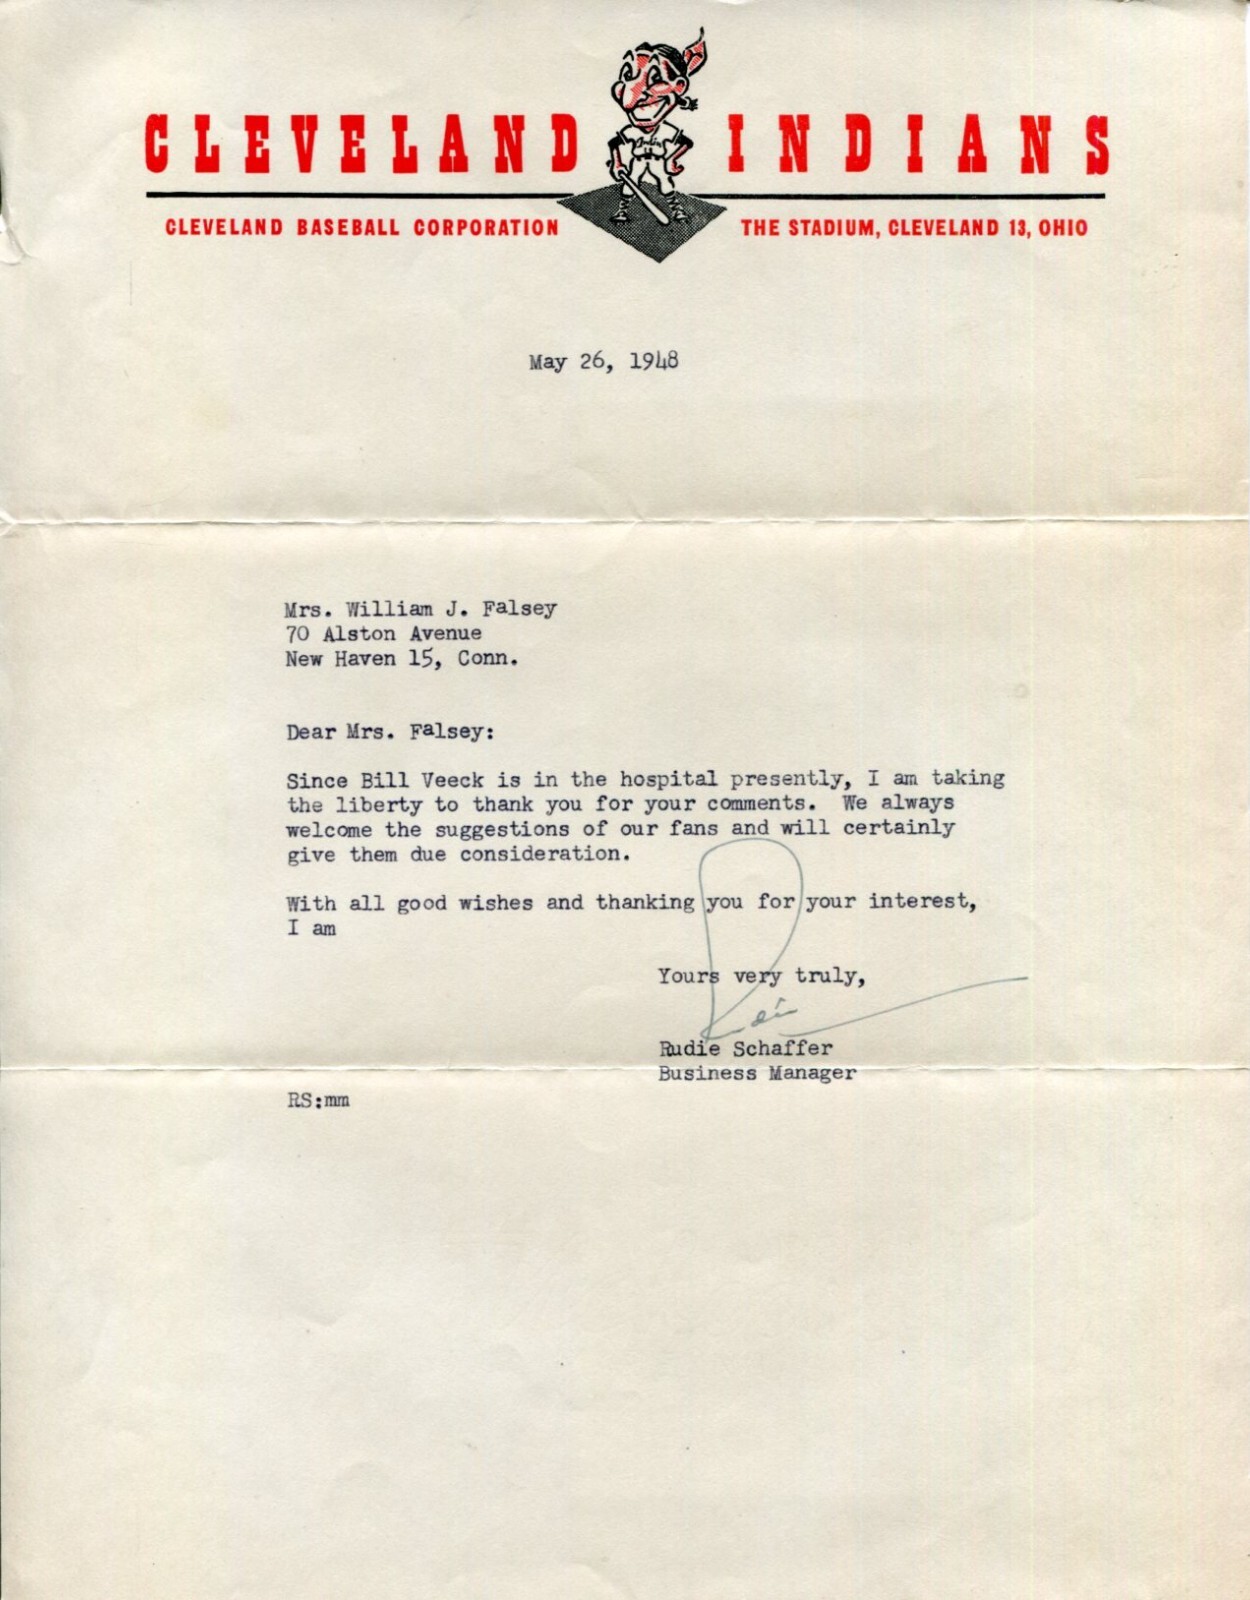 CLEVELAND INDIANS
CLEVELAND BASEBALL CORPORATION THE STADIUM, CLEVELAND 13, OHIO
May 26, 1948
Mrs. William J. Falsey
70 Alston Avenue
New Haven 15, Conn.
Dear Mrs. Falsey:
Since Bill Veeck is in the hospital presently, I am taking
the liberty to thank you for your comments. We always
welcome the suggestions of our fans and will certainly
give them due consideration.
With all good wishes and thanking you for your interest,
I am
Yours very truly,
Rudie Schaffer
Business Manager
RS:mm